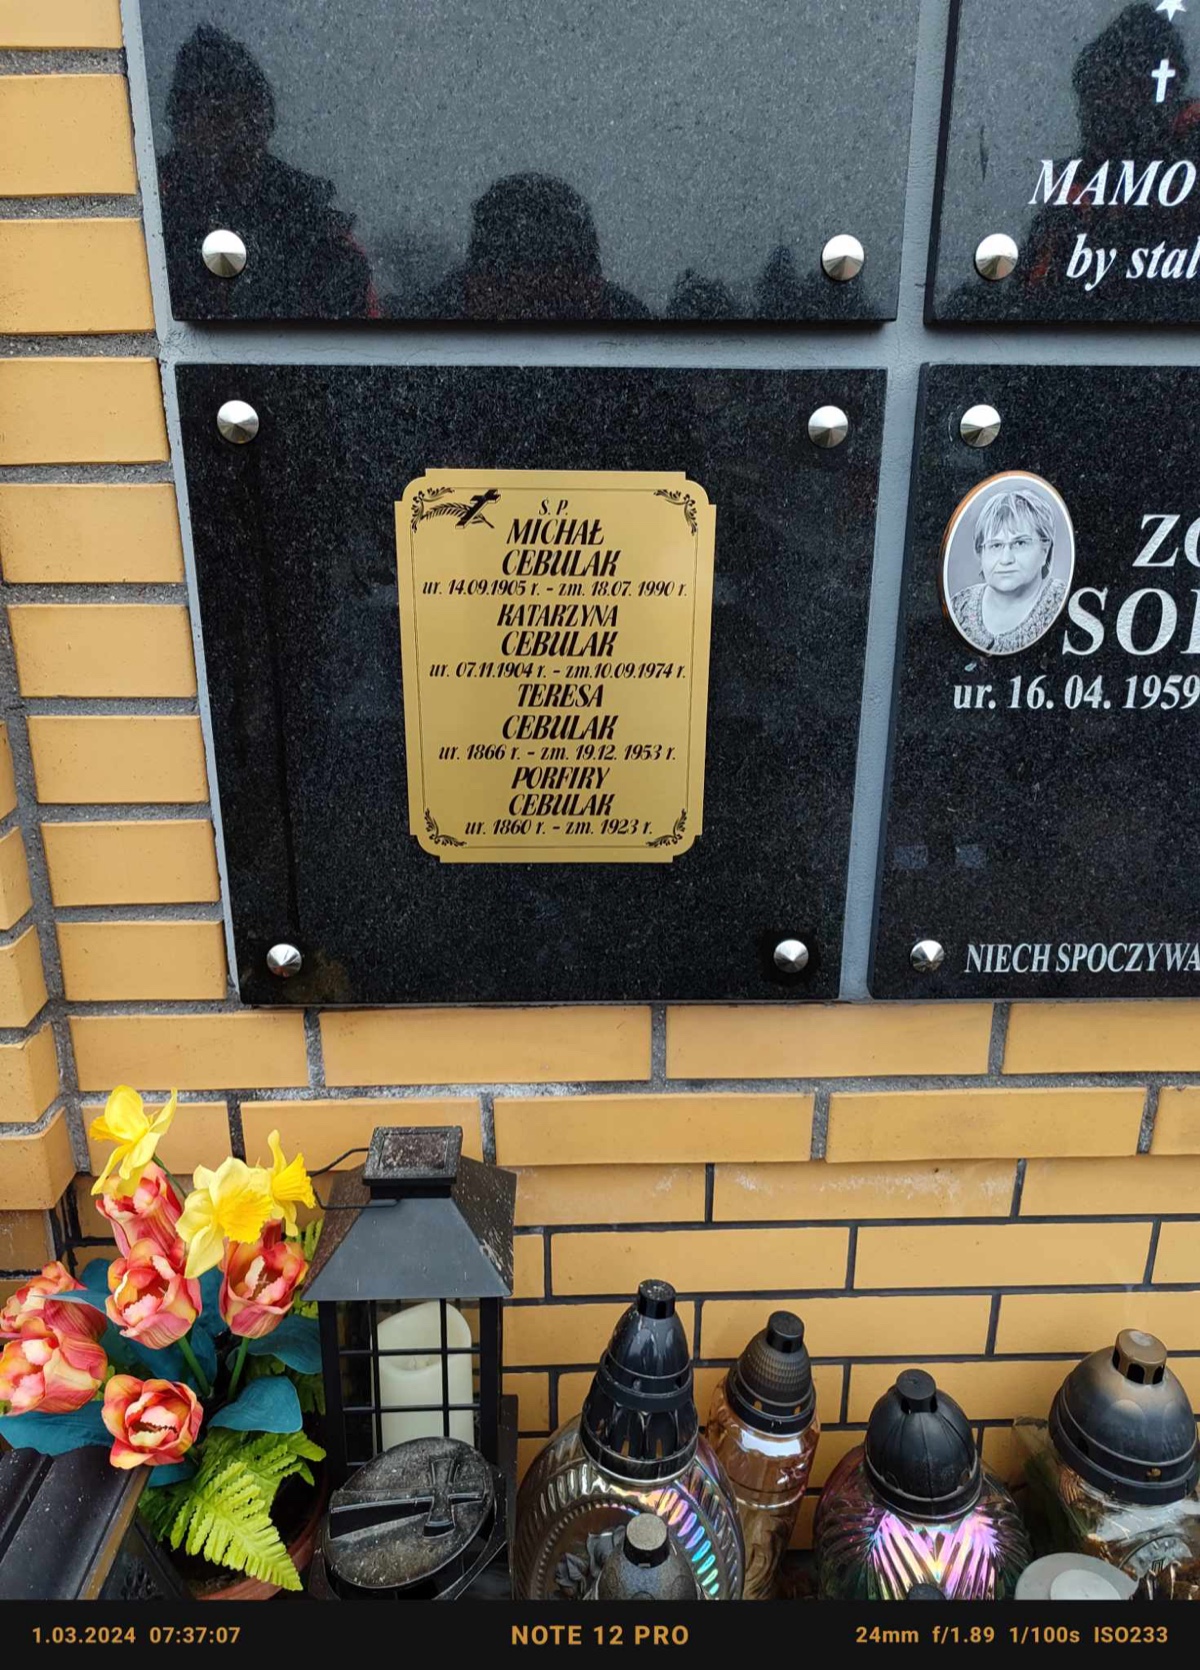 MAMO
by stal
Ś. P.
MICHAŁ
CEBULAK
ur. 14.09.1905 r. - zm. 18.07. 1990 r.
KATARZYNA
CEBULAK
ur. 07.11.1904 r. - zm.10.09.1974 r.
TERESA
CEBULAK
ur. 1866 r. - zm. 19.12. 1953 r.
PORFIRY
CEBULAK
ur. 1860 r. - zm. 1923 r.
ur. 16. 04. 1959
NIECH SPOCZYWA
1.03.2024 07:37:07
NOTE 12 PRO
24mm f/1.89 1/100s ISO233